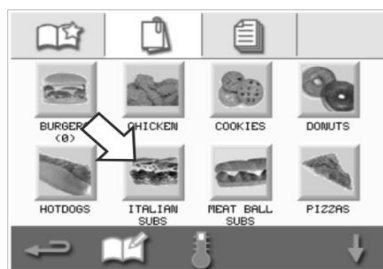 BURGERS CHICKEN COOKIES DONUTS
(0)
HOTDOGS ITALIAN MEAT BALL PIZZAS
SUBS SUBS